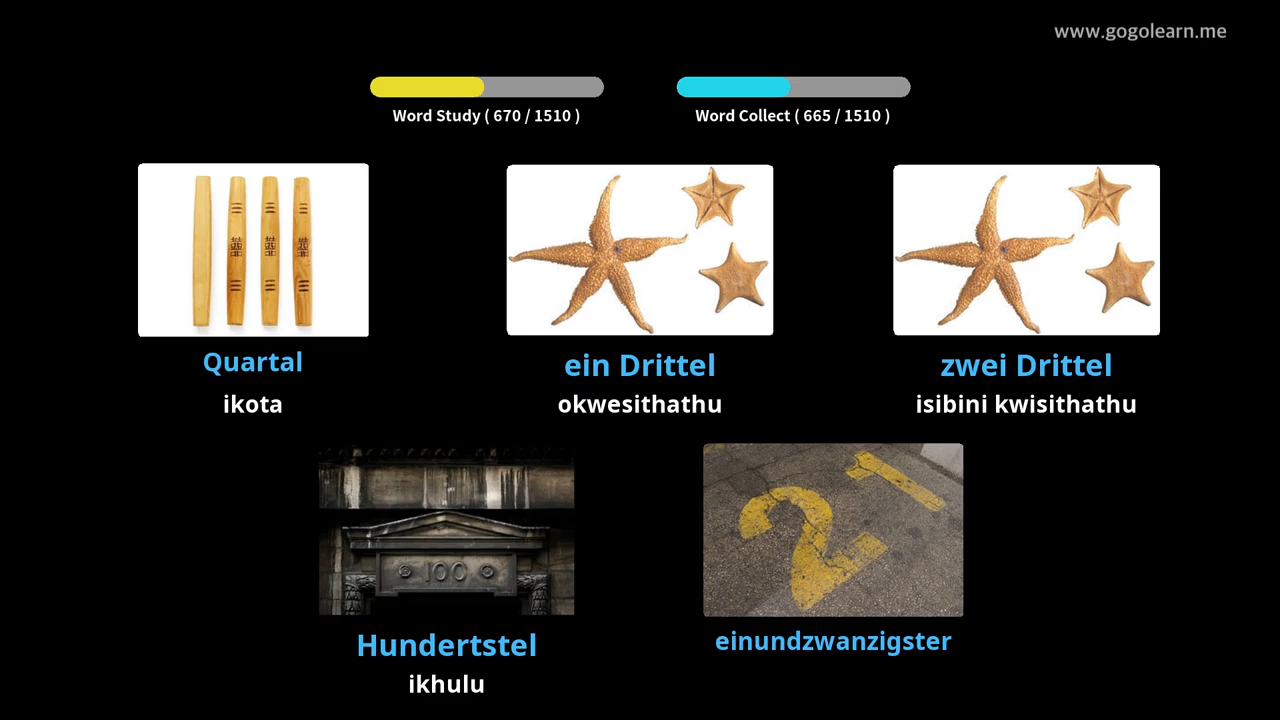 www.gogolearn.me
Word Study ( 670 / 1510 )
Word Collect ( 665 / 1510 )
Quartal
ikota
ein Drittel
okwesithathu
zwei Drittel
isibini kwisithathu
100
21
Hundertstel
ikhulu
einundzwanzigster